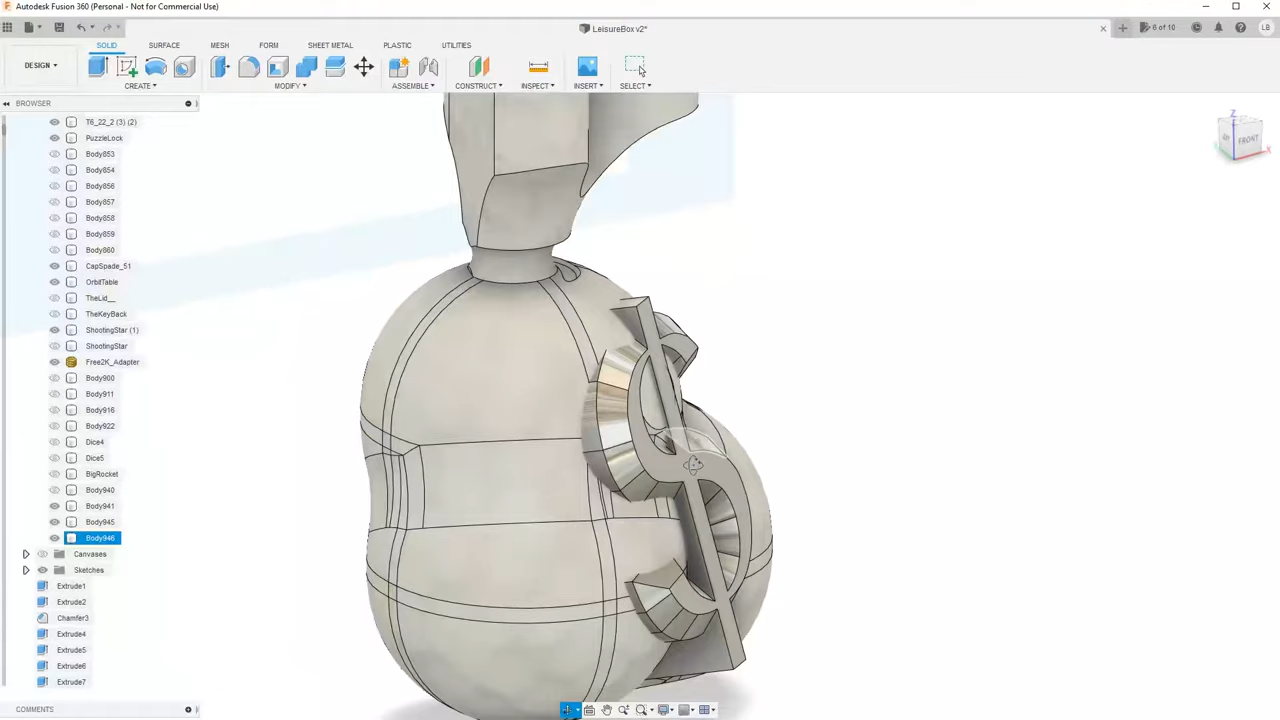 Autodesk Fusion 360 (Personal - Not for Commercial Use)
LeisureBox v2*
6 of 10
LB
SOLID SURFACE MESH FORM SHEET METAL PLASTIC UTILITIES
DESIGN
CREATE MODIFY ASSEMBLE CONSTRUCT INSPECT INSERT SELECT
BROWSER
T6_22_2 (3) (2)
PuzzleLock
Body853
Body854
Body856
Body857
Body858
Body859
Body860
CapSpade_51
OrbitTable
TheLid__
TheKeyBack
ShootingStar (1)
ShootingStar
Free2K_Adapter
Body900
Body911
Body916
Body922
Dice4
Dice5
BigRocket
Body940
Body941
Body945
Body946
Canvases
Sketches
Extrude1
Extrude2
Chamfer3
Extrude4
Extrude5
Extrude6
Extrude7
COMMENTS
Z
FRONT
X